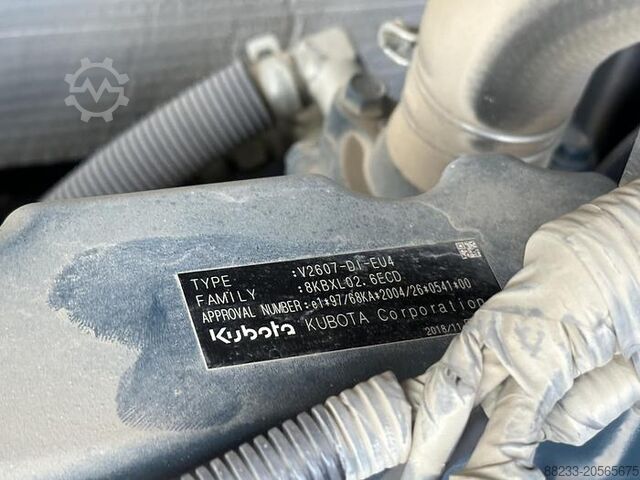 TYPE :V2607-DI-EU4
FAMILY :8KBXL02.6ECD
APPROVAL NUMBER:e1*97/68KA*2004/26*0541*00
Kubota KUBOTA Corporation
2018/11
88233-20565675